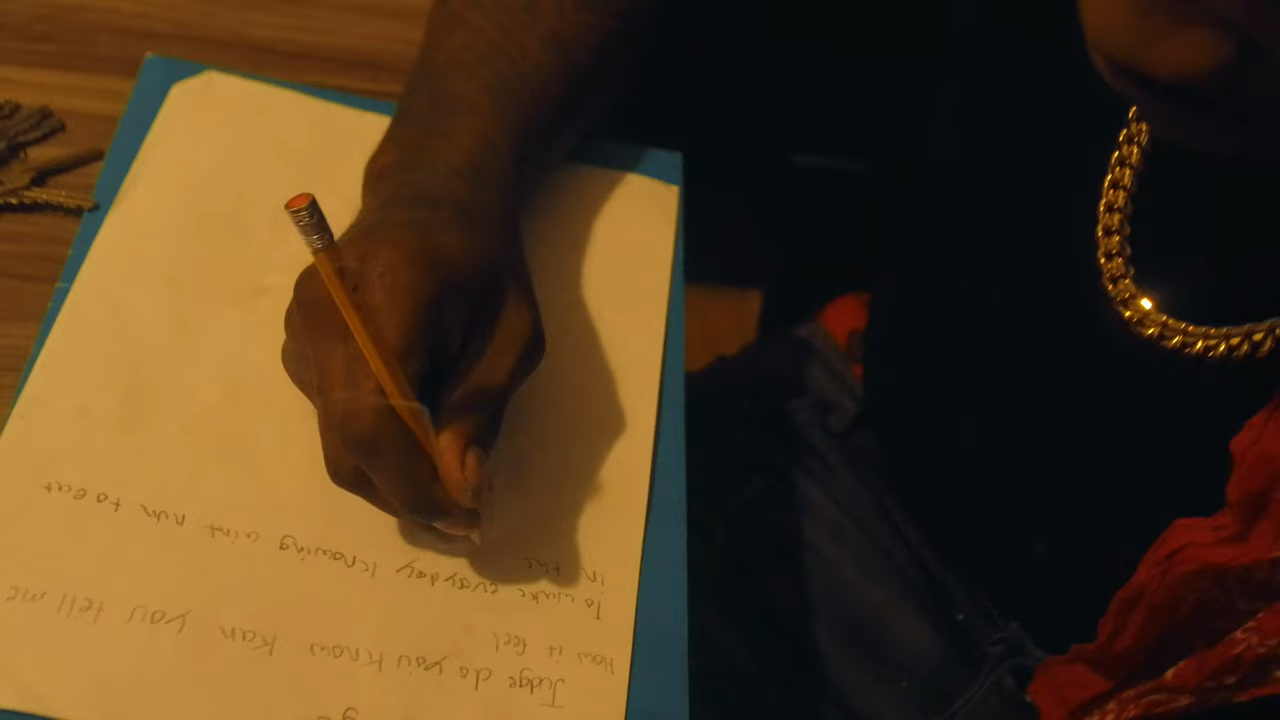 Judge do you know kan you tell me
How it feel
To wake everyday knowing aint nun to eat
in the